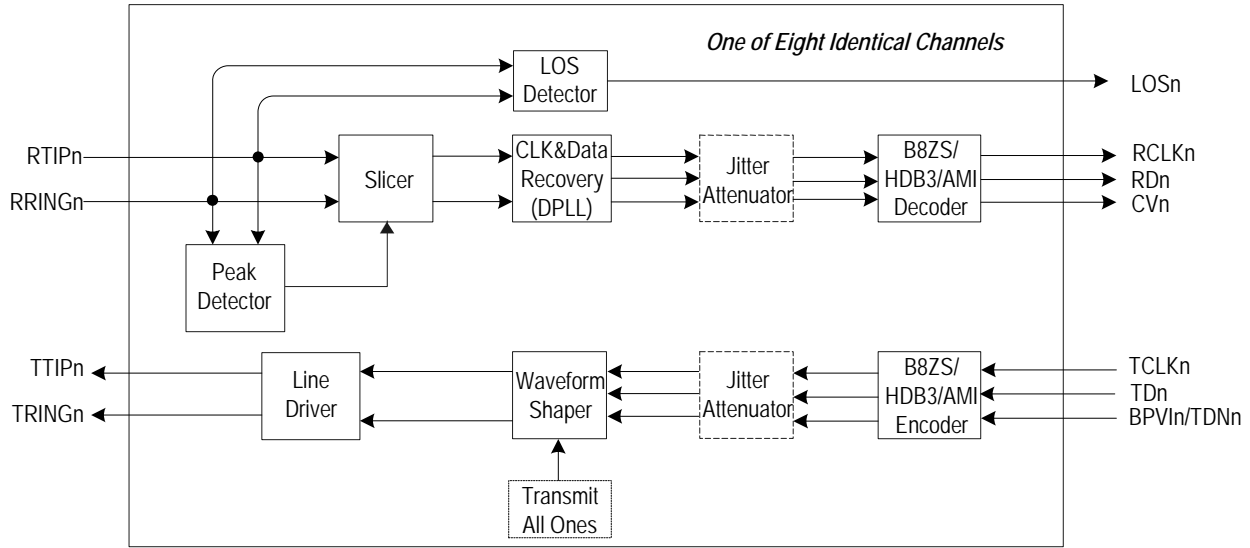 One of Eight Identical Channels
LOS
Detector
LOSn
RTIPn
RRINGn
Slicer
CLK&Data
Recovery
(DPLL)
Jitter
Attenuator
B8ZS/
HDB3/AMI
Decoder
RCLKn
RDn
CVn
Peak
Detector
TTIPn
TRINGn
Line
Driver
Waveform
Shaper
Jitter
Attenuator
B8ZS/
HDB3/AMI
Encoder
TCLKn
TDn
BPVIn/TDNn
Transmit
All Ones